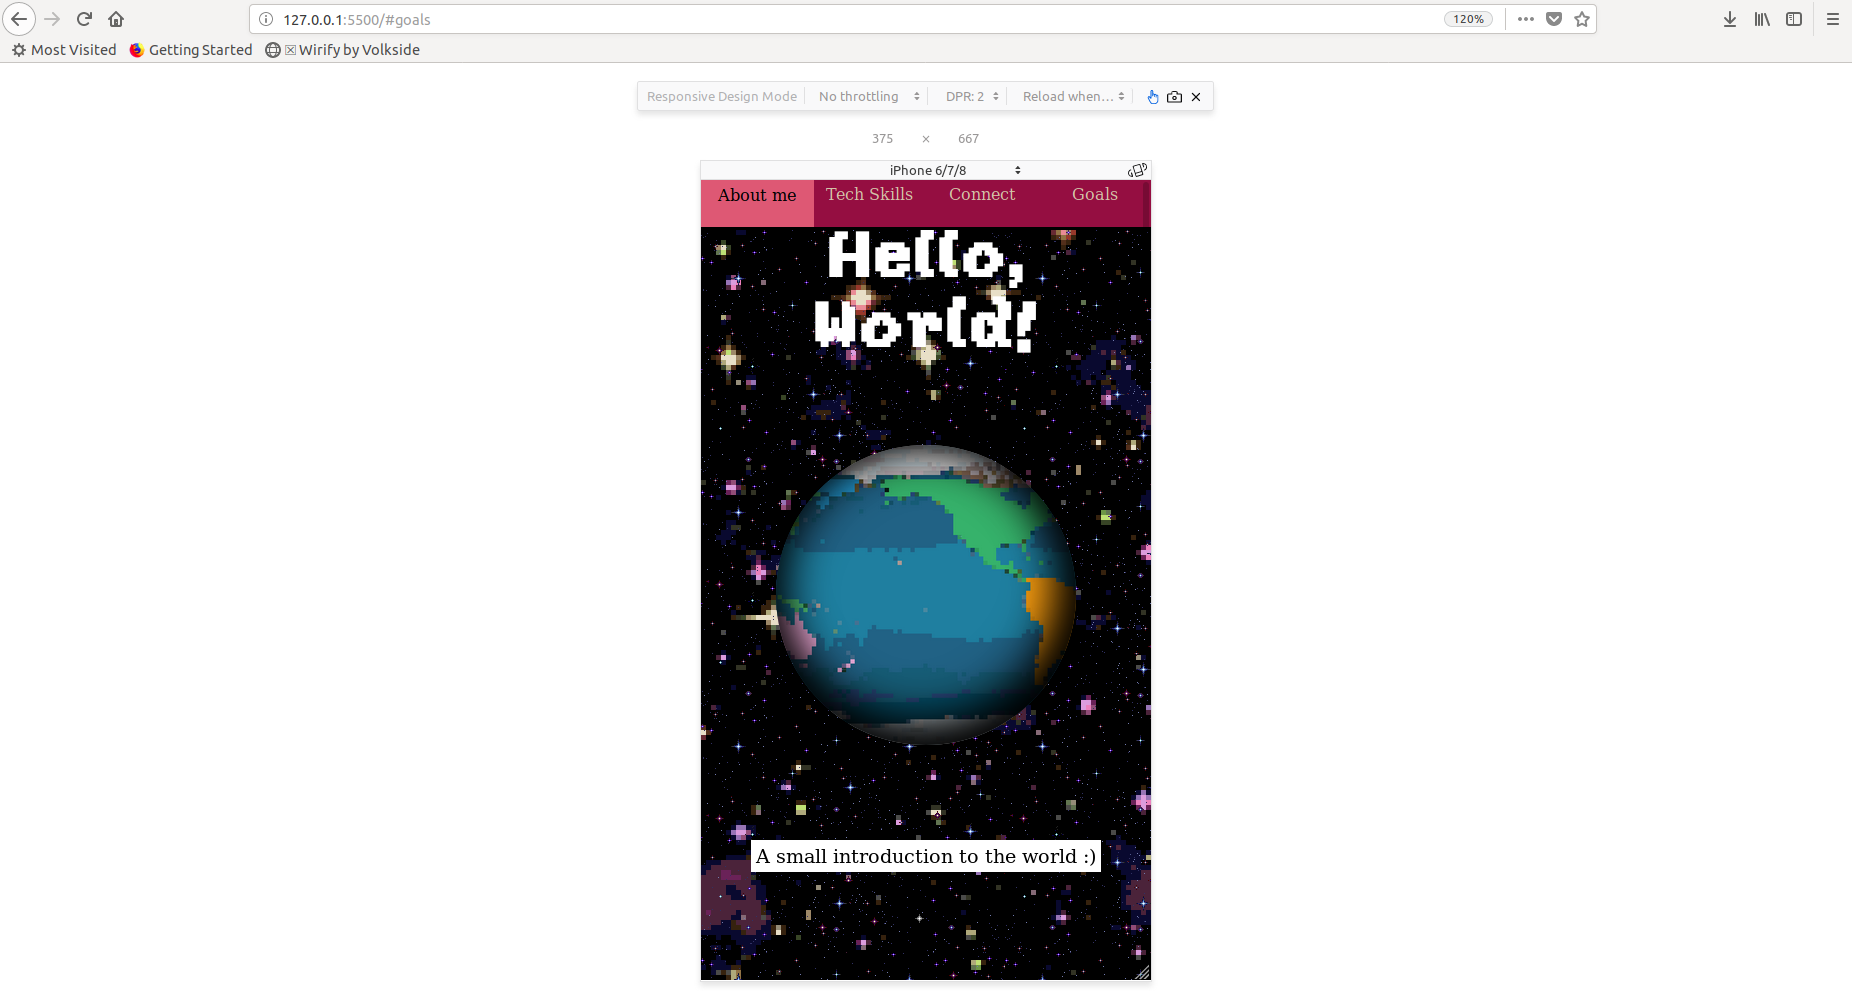 127.0.0.1:5500/#goals
120%
Most Visited
Getting Started
Wirify by Volkside
Responsive Design Mode
No throttling
DPR: 2
Reload when...
375 × 667
iPhone 6/7/8
About me
Tech Skills
Connect
Goals
Hello,
World!
A small introduction to the world :)